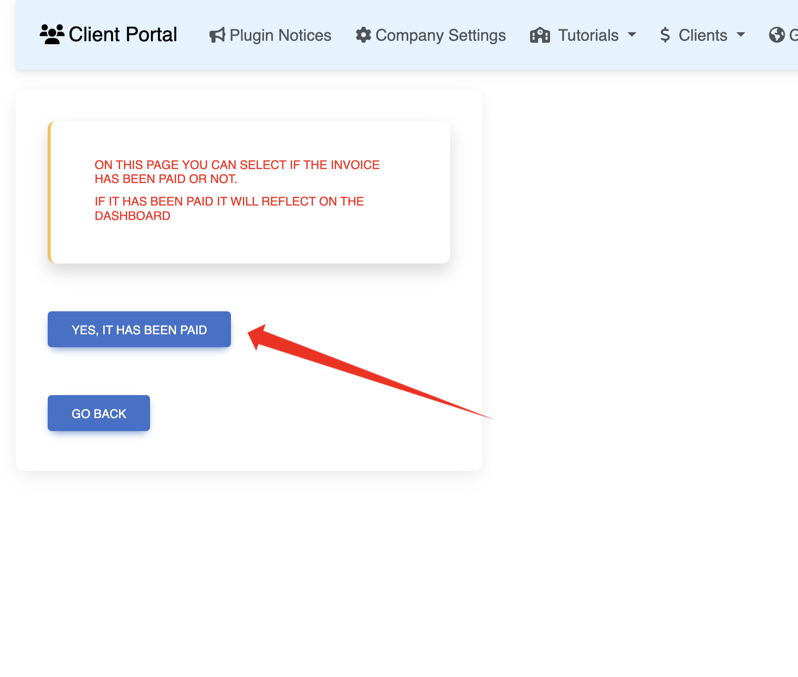 Client Portal Plugin Notices Company Settings Tutorials $ Clients G
ON THIS PAGE YOU CAN SELECT IF THE INVOICE
HAS BEEN PAID OR NOT.
IF IT HAS BEEN PAID IT WILL REFLECT ON THE
DASHBOARD
YES, IT HAS BEEN PAID
GO BACK